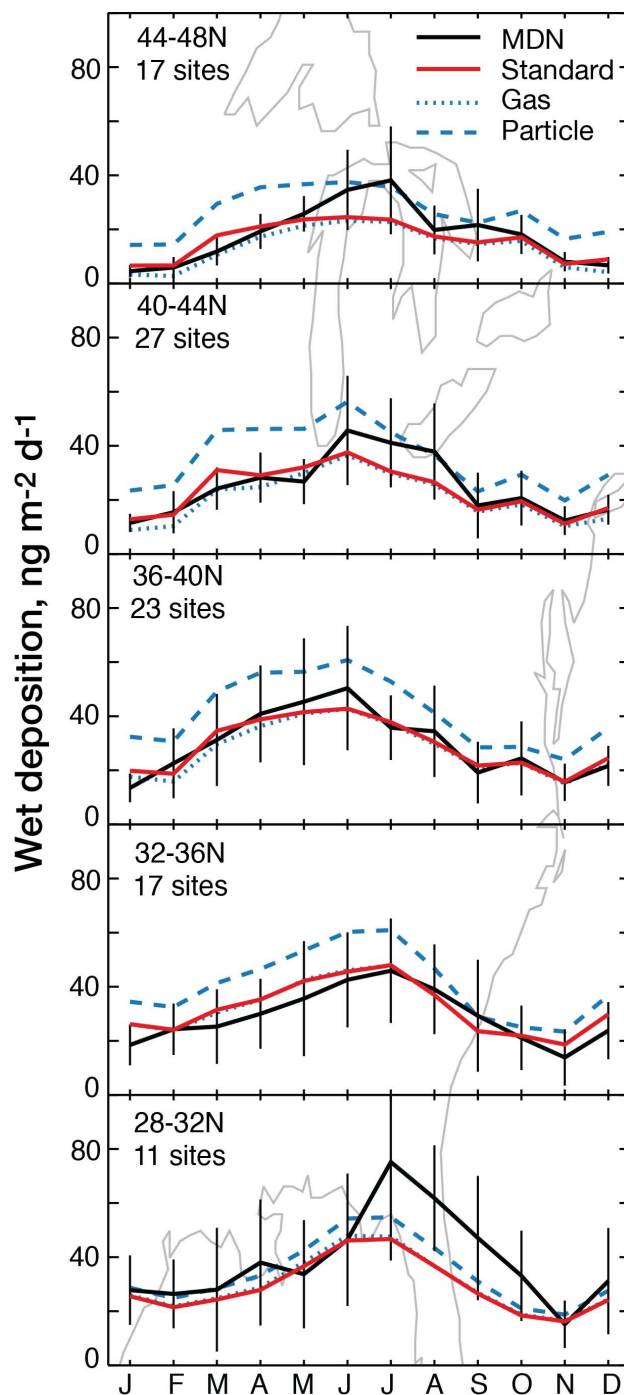 Wet deposition, ng m-2 d-1
44-48N
17 sites
MDN
Standard
Gas
Particle
80
40
0
40-44N
27 sites
80
40
0
36-40N
23 sites
80
40
0
32-36N
17 sites
80
40
0
28-32N
11 sites
80
40
0
J F M A M J J A S O N D